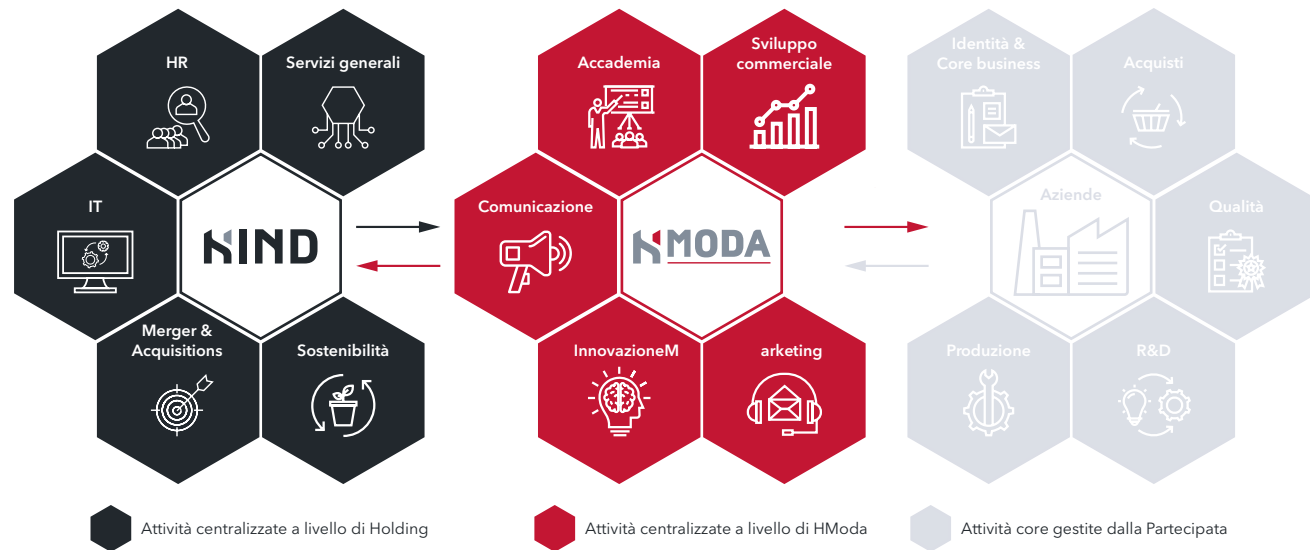 HR
Servizi generali
IT
HIND
Merger &
Acquisitions
Sostenibilità
Accademia
Sviluppo
commerciale
Comunicazione
HMODA
InnovazioneM
arketing
Identità &
Core business
Acquisti
Aziende
Qualità
Produzione
R&D
Attività centralizzate a livello di Holding
Attività centralizzate a livello di HModa
Attività core gestite dalla Partecipata